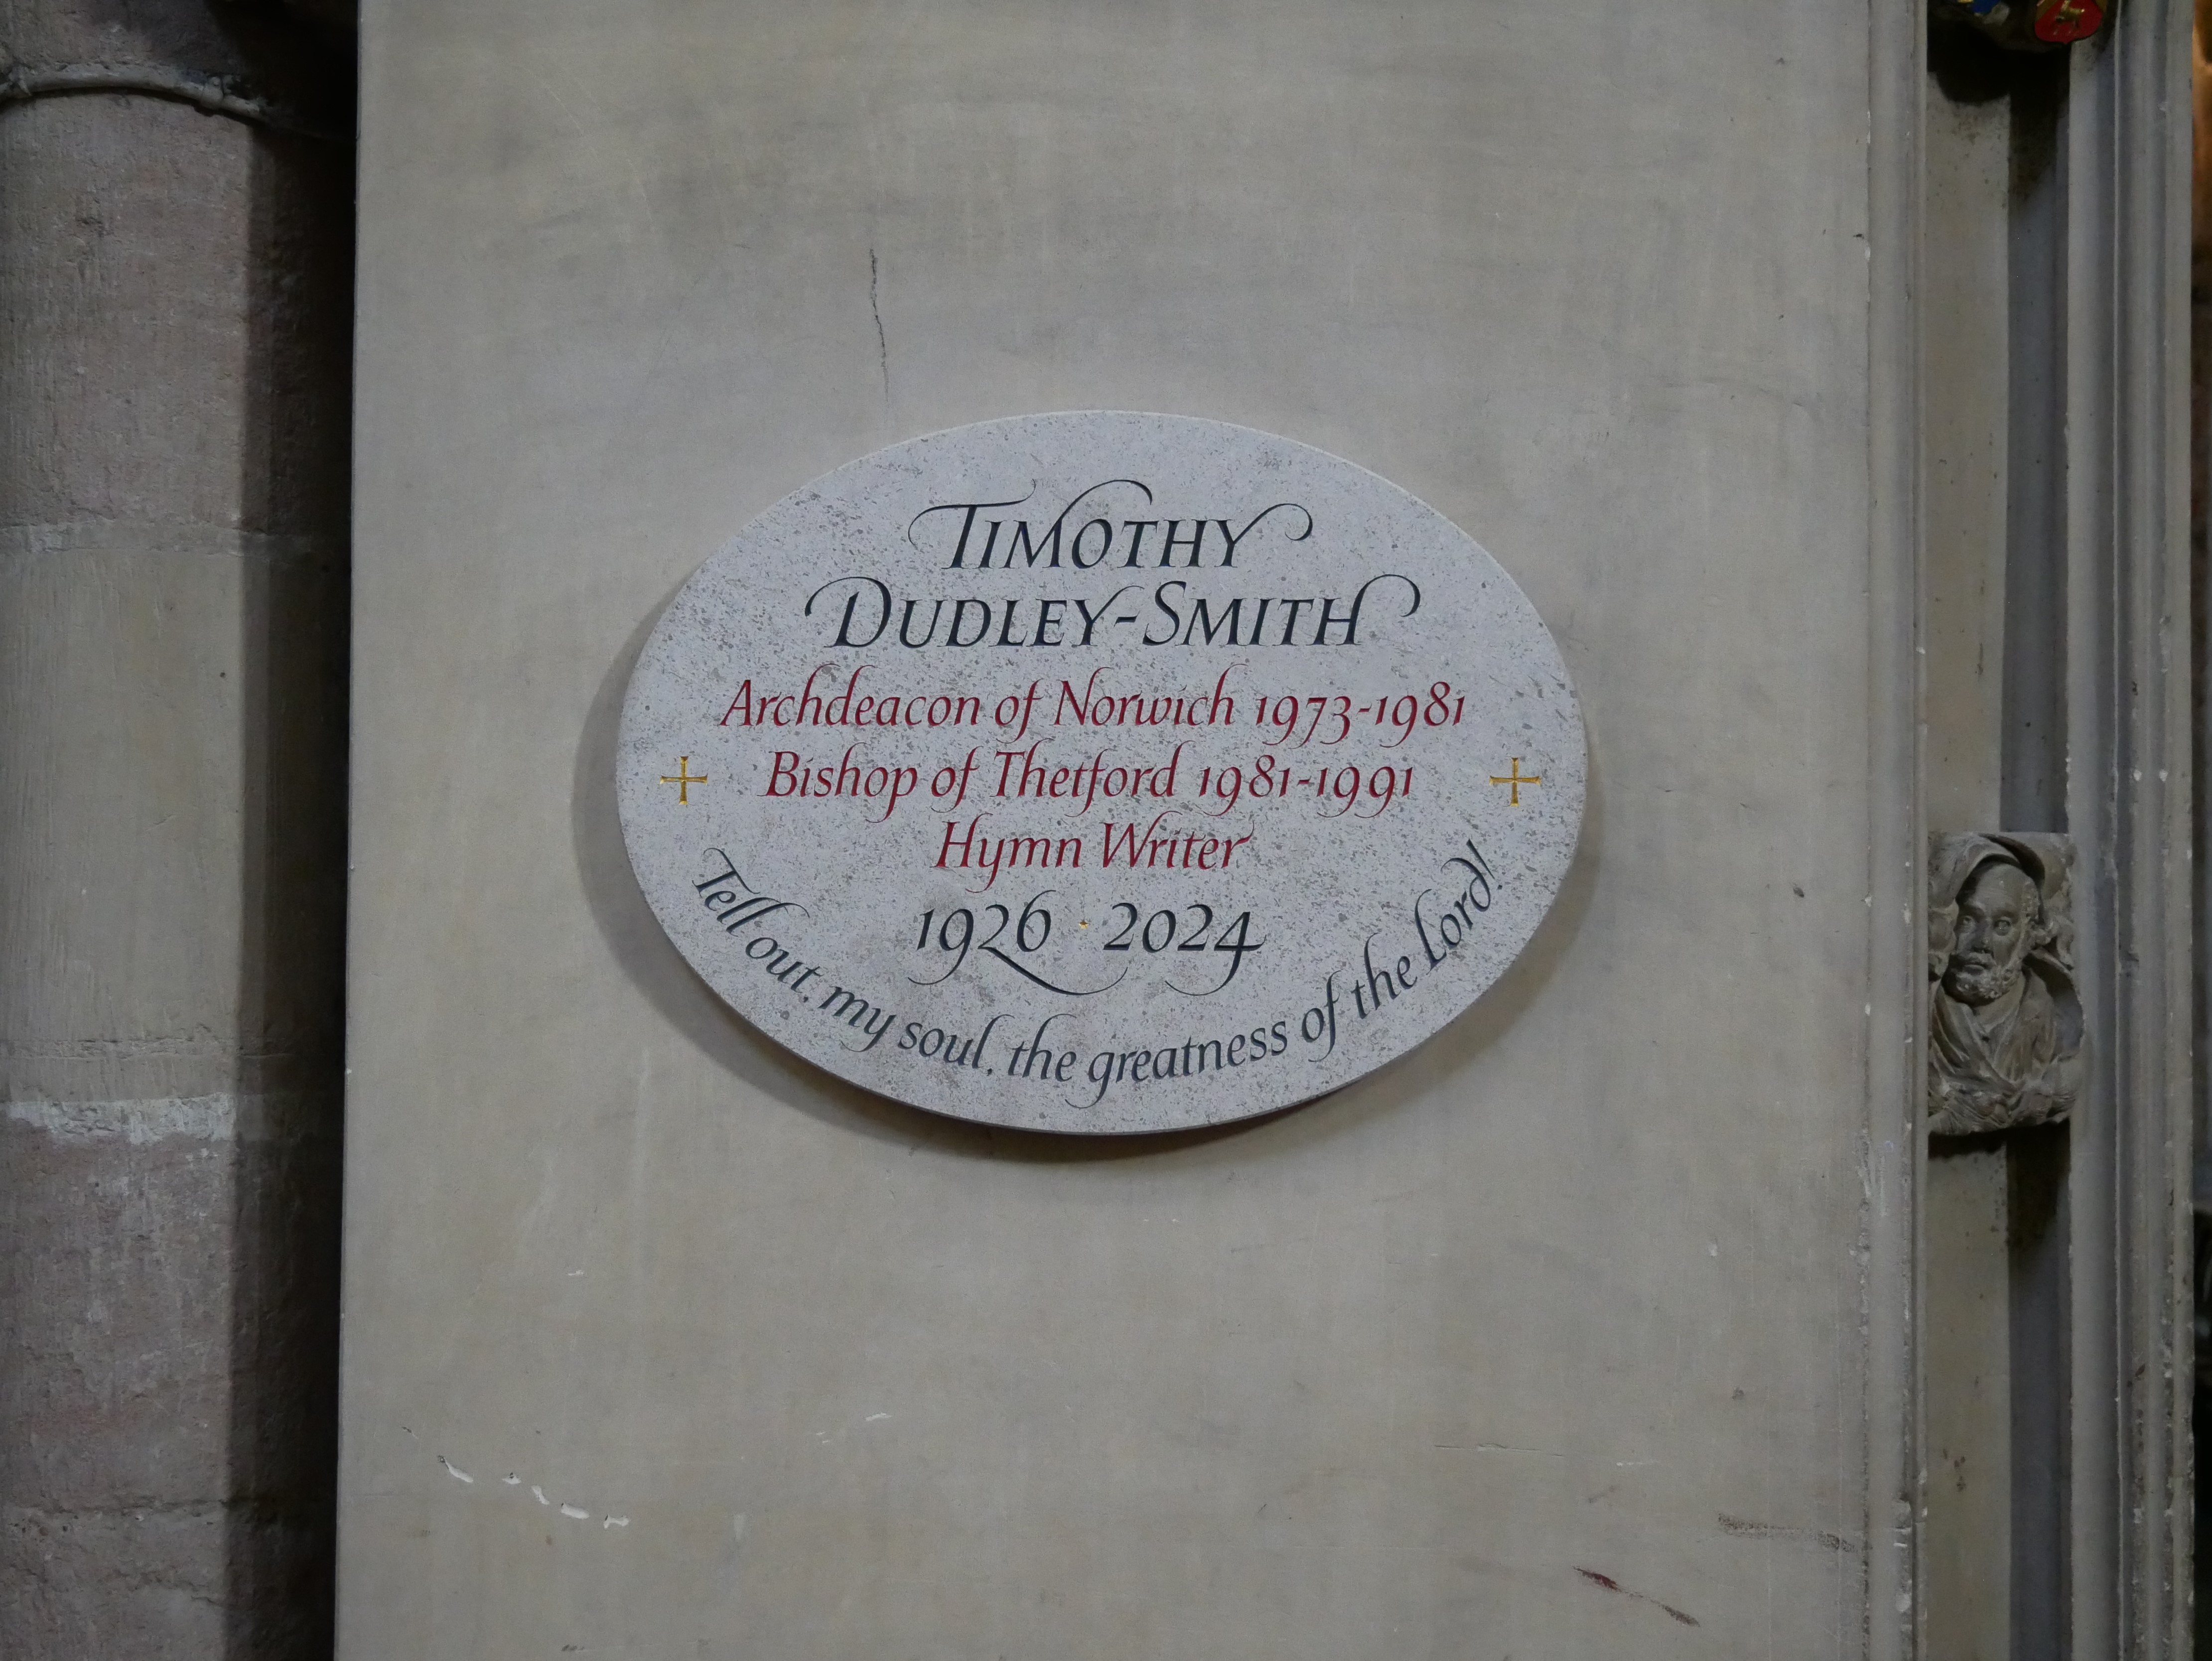 TIMOTHY
DUDLEY-SMITH
Archdeacon of Norwich 1973-1981
Bishop of Thetford 1981-1991
Hymn Writer
1926 · 2024
Tell out, my soul, the greatness of the Lord!